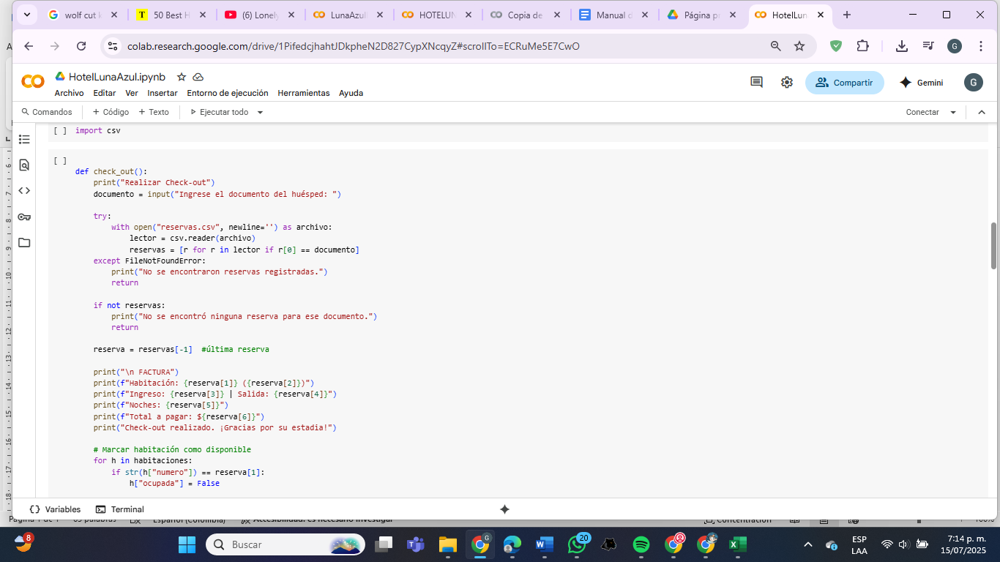 wolf cut
50 Best H
(6) Lonely
LunaAzul
HOTELUN
Copia de
Manual d
Página pr
HotelLun
colab.research.google.com/drive/1PifedcjhahtJDkpheN2D827CypXNcqyZ#scrollTo=ECRuMe5E7CwO
G
HotelLunaAzul.ipynb
Archivo Editar Ver Insertar Entorno de ejecución Herramientas Ayuda
Compartir
Gemini
G
Comandos + Código + Texto Ejecutar todo
Conectar
[ ] import csv
[ ]
def check_out():
print("Realizar Check-out")
documento = input("Ingrese el documento del huésped: ")
try:
with open("reservas.csv", newline='') as archivo:
lector = csv.reader(archivo)
reservas = [r for r in lector if r[0] == documento]
except FileNotFoundError:
print("No se encontraron reservas registradas.")
return
if not reservas:
print("No se encontró ninguna reserva para ese documento.")
return
reserva = reservas[-1]  #última reserva
print("\n FACTURA")
print(f"Habitación: {reserva[1]} ({reserva[2]})")
print(f"Ingreso: {reserva[3]} | Salida: {reserva[4]}")
print(f"Noches: {reserva[5]}")
print(f"Total a pagar: ${reserva[6]}")
print("Check-out realizado. ¡Gracias por su estadia!")
# Marcar habitación como disponible
for h in habitaciones:
if str(h["numero"]) == reserva[1]:
h["ocupada"] = False
Variables Terminal
8
Buscar
20
ESP
LAA
7:14 p. m.
15/07/2025